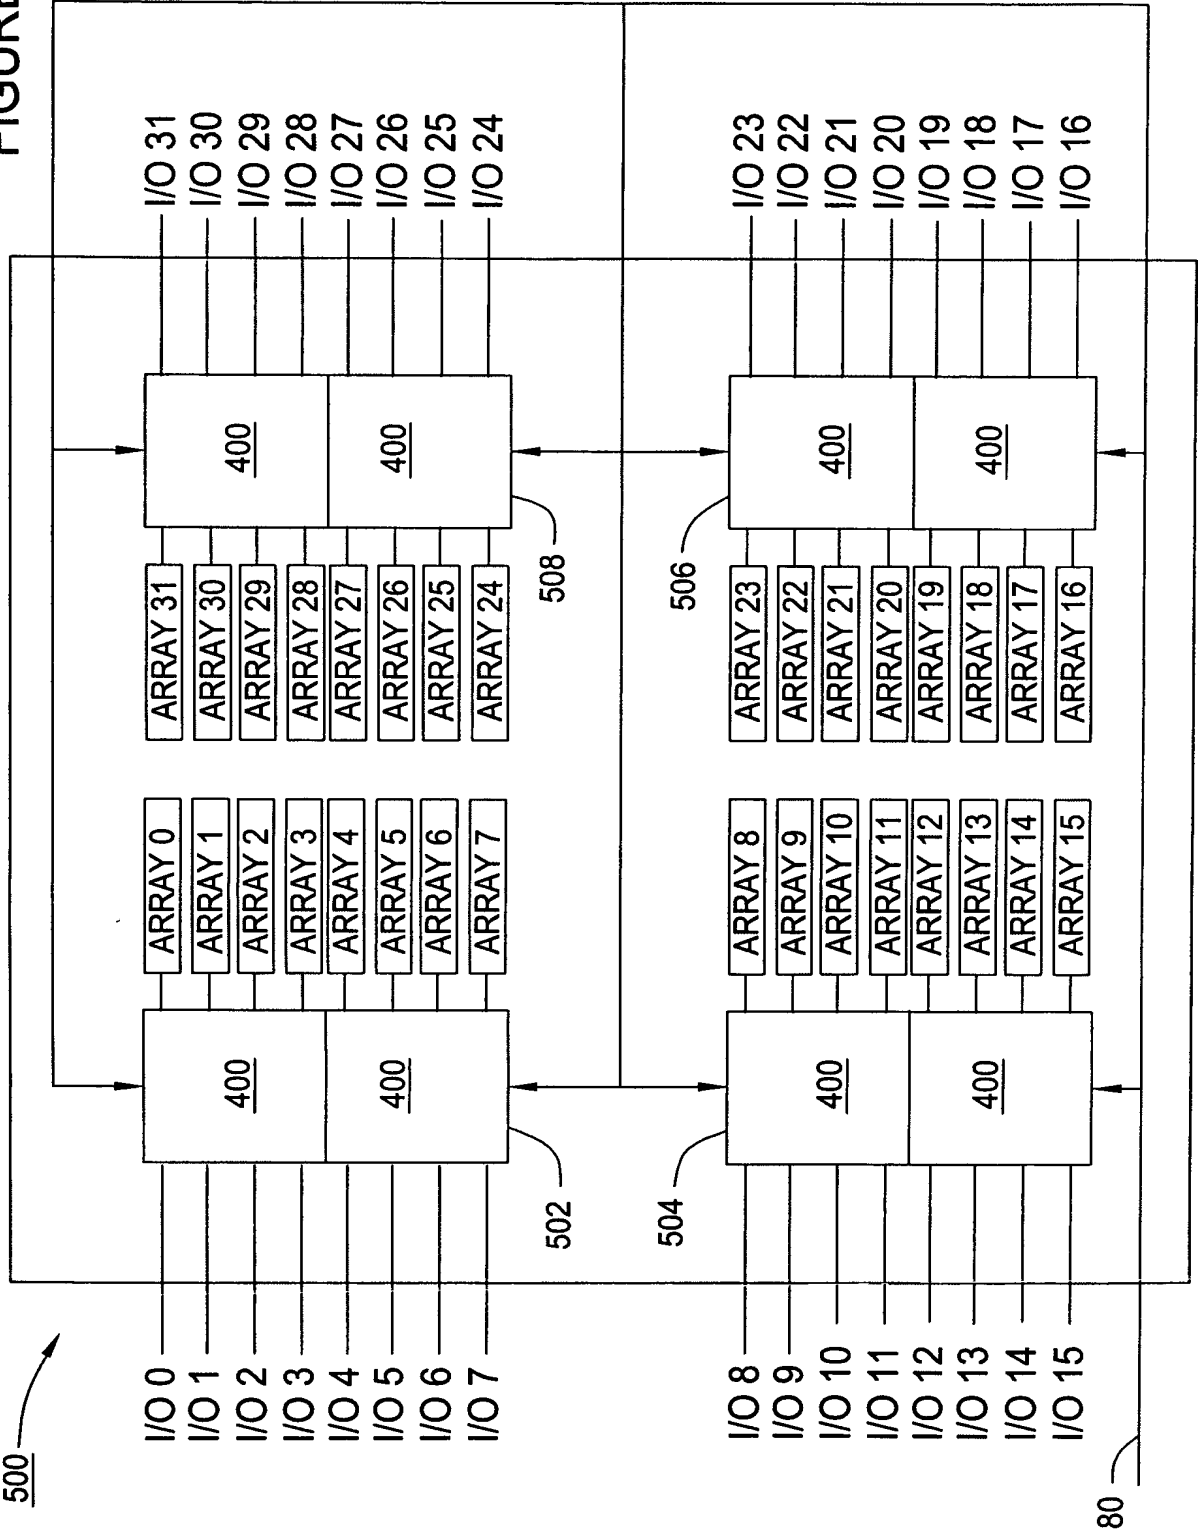 500
FIGURE
I/O 0
ARRAY 0
ARRAY 31
I/O 31
I/O 1
ARRAY 1
ARRAY 30
I/O 30
400
400
I/O 2
ARRAY 2
ARRAY 29
I/O 29
I/O 3
ARRAY 3
ARRAY 28
I/O 28
I/O 4
ARRAY 4
ARRAY 27
I/O 27
400
400
I/O 5
ARRAY 5
ARRAY 26
I/O 26
I/O 6
ARRAY 6
ARRAY 25
I/O 25
I/O 7
ARRAY 7
ARRAY 24
I/O 24
502
508
504
506
I/O 8
ARRAY 8
ARRAY 23
I/O 23
I/O 9
ARRAY 9
ARRAY 22
I/O 22
400
400
I/O 10
ARRAY 10
ARRAY 21
I/O 21
I/O 11
ARRAY 11
ARRAY 20
I/O 20
I/O 12
ARRAY 12
ARRAY 19
I/O 19
400
400
I/O 13
ARRAY 13
ARRAY 18
I/O 18
I/O 14
ARRAY 14
ARRAY 17
I/O 17
I/O 15
ARRAY 15
ARRAY 16
I/O 16
80